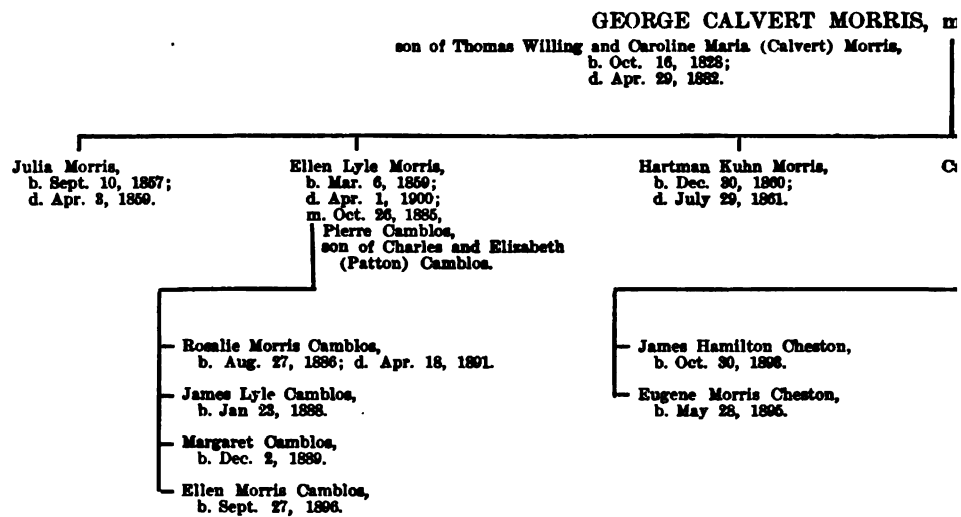 GEORGE CALVERT MORRIS, m
son of Thomas Willing and Caroline Maria (Calvert) Morris,
b. Oct. 16, 1828;
d. Apr. 29, 1882.
Julia Morris,
b. Sept. 10, 1857;
d. Apr. 3, 1859.
Ellen Lyle Morris,
b. Mar. 6, 1859;
d. Apr. 1, 1900;
m. Oct. 26, 1885,
Pierre Camblos,
son of Charles and Elizabeth
(Patton) Camblos.
Hartman Kuhn Morris,
b. Dec. 30, 1860;
d. July 29, 1861.
Ca
Rosalie Morris Camblos,
b. Aug. 27, 1886; d. Apr. 18, 1891.
James Lyle Camblos,
b. Jan 23, 1888.
Margaret Camblos,
b. Dec. 2, 1889.
Ellen Morris Camblos,
b. Sept. 27, 1896.
James Hamilton Cheston,
b. Oct. 30, 1893.
Eugene Morris Cheston,
b. May 28, 1895.